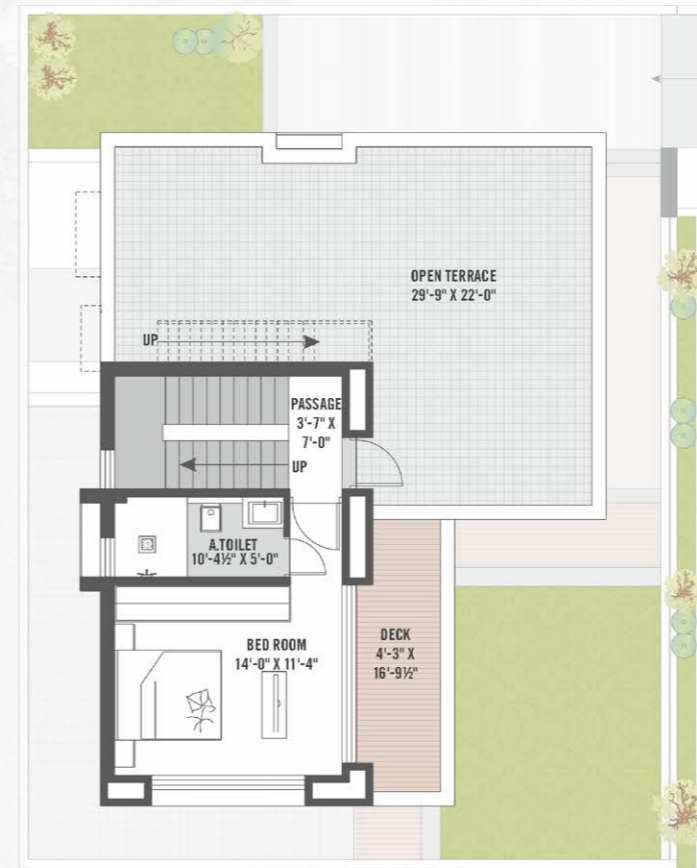 OPEN TERRACE
29'-9" X 22'-0"
UP
PASSAGE
3'-7" X
7'-0"
UP
A.TOILET
10'-4½" X 5'-0"
BED ROOM
14'-0" X 11'-4"
DECK
4'-3" X
16'-9½"